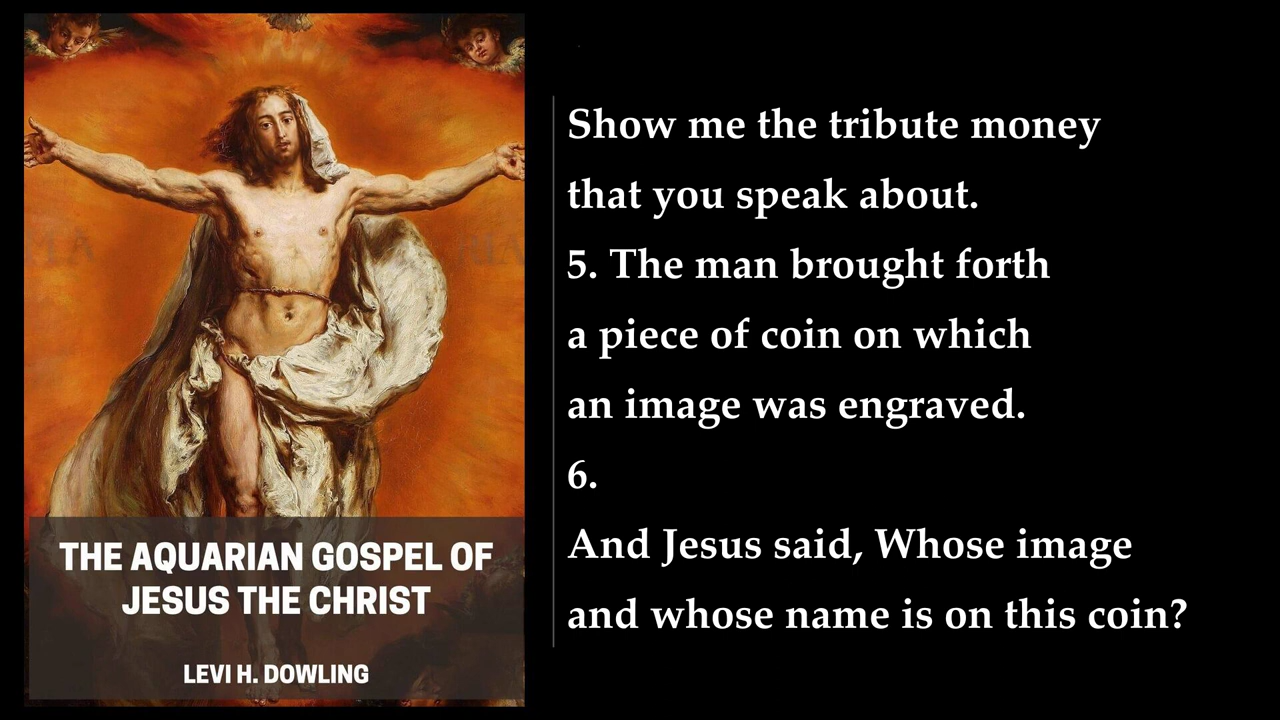 THE AQUARIAN GOSPEL OF
JESUS THE CHRIST
LEVI H. DOWLING
Show me the tribute money
that you speak about.
5. The man brought forth
a piece of coin on which
an image was engraved.
6.
And Jesus said, Whose image
and whose name is on this coin?